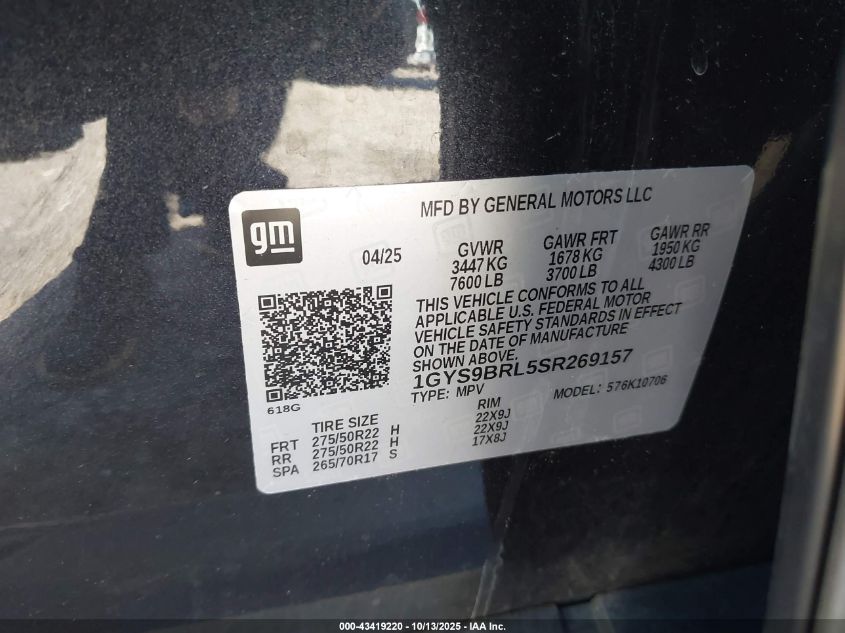 MFD BY GENERAL MOTORS LLC
gm
04/25
GVWR
3447 KG
7600 LB
GAWR FRT
1678 KG
3700 LB
GAWR RR
1950 KG
4300 LB
THIS VEHICLE CONFORMS TO ALL
APPLICABLE U.S. FEDERAL MOTOR
VEHICLE SAFETY STANDARDS IN EFFECT
ON THE DATE OF MANUFACTURE
SHOWN ABOVE.
1GYS9BRL5SR269157
TYPE: MPV
MODEL: 576K10706
618G
TIRE SIZE RIM
FRT 275/50R22 H 22X9J
RR 275/50R22 H 22X9J
SPA 265/70R17 S 17X8J
000-43419220 - 10/13/2025 - IAA Inc.